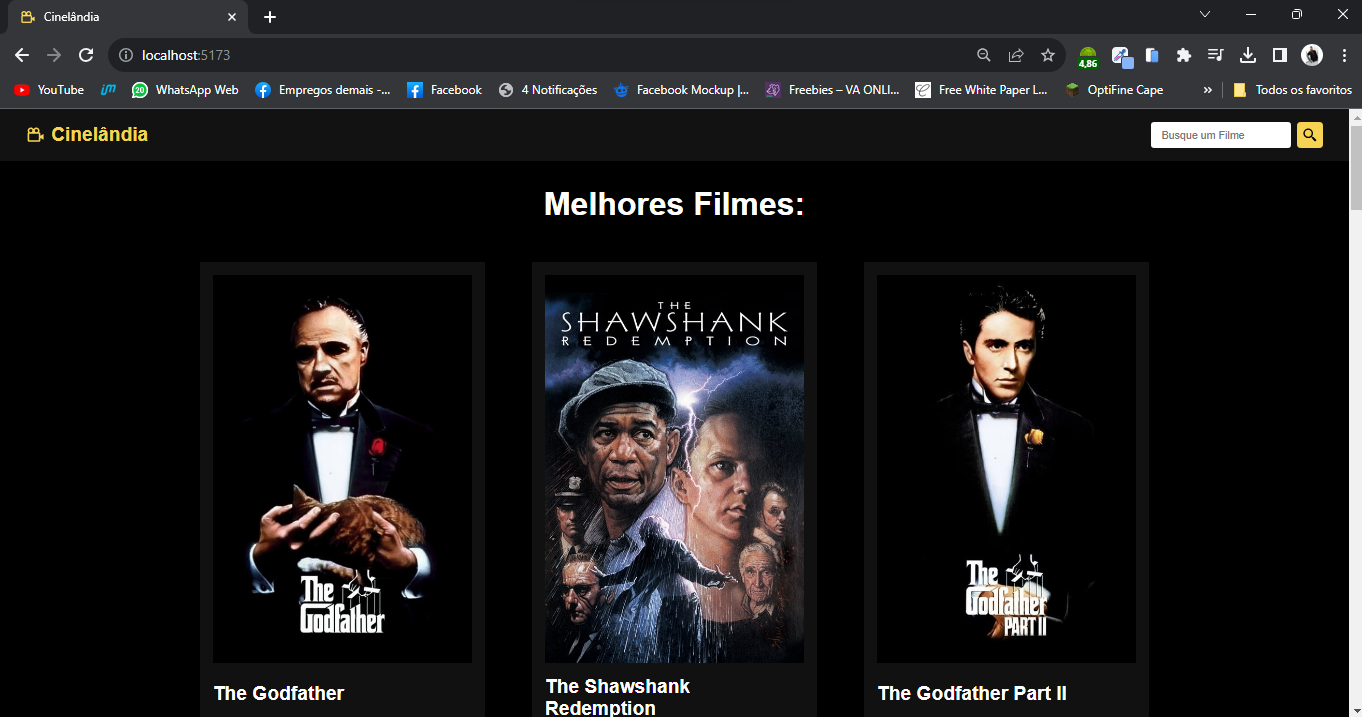 Cinelândia
localhost:5173
4,86
YouTube
20
WhatsApp Web
Empregos demais -...
Facebook
4 Notificações
Facebook Mockup |...
Freebies – VA ONLI...
Free White Paper L...
OptiFine Cape
»
Todos os favoritos
Cinelândia
Busque um Filme
Melhores Filmes:
The
Godfather
THE
SHAWSHANK
REDEMPTION
The
Godfather
PART II
The Godfather
The Shawshank
Redemption
The Godfather Part II